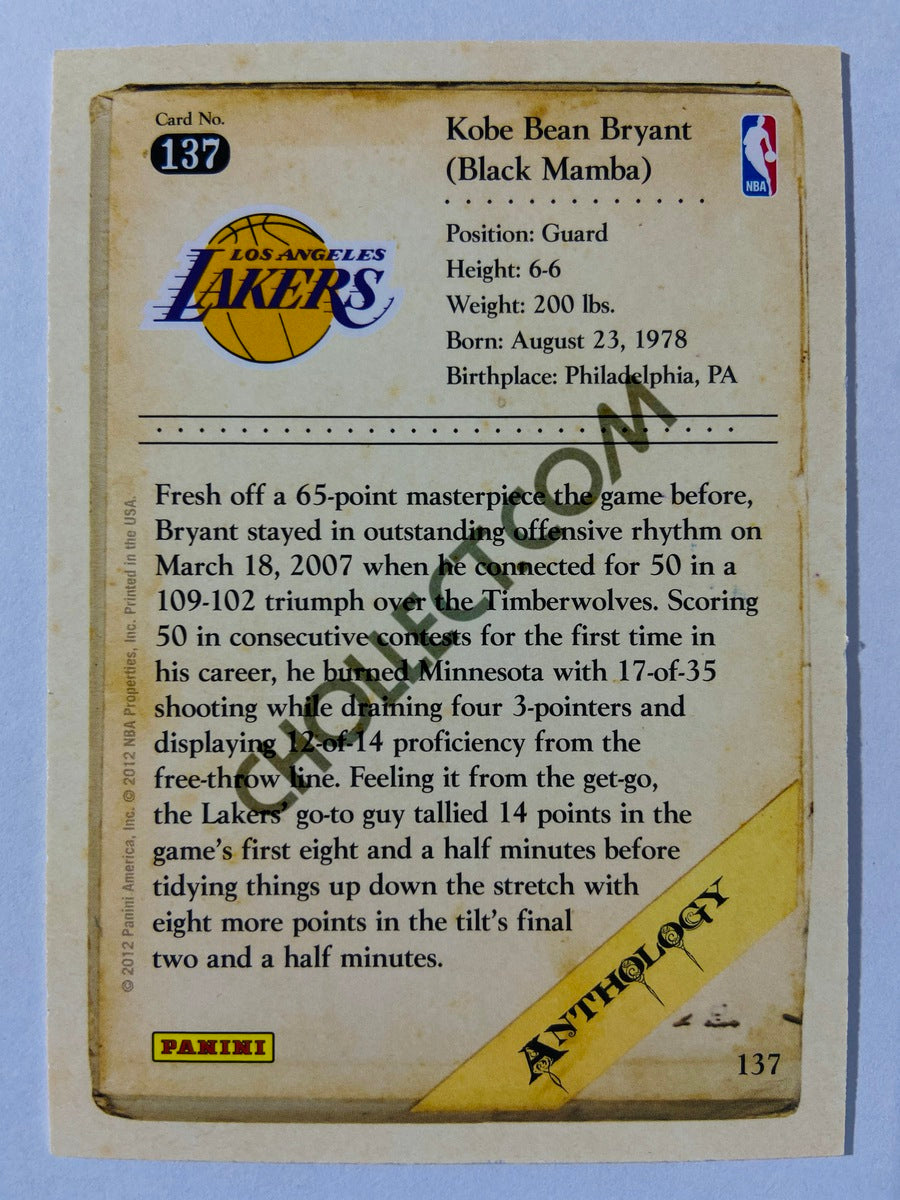 Card No.
137
Kobe Bean Bryant
(Black Mamba)
NBA
LOS ANGELES
LAKERS
Position: Guard
Height: 6-6
Weight: 200 lbs.
Born: August 23, 1978
Birthplace: Philadelphia, PA
Fresh off a 65-point masterpiece the game before,
Bryant stayed in outstanding offensive rhythm on
March 18, 2007 when he connected for 50 in a
109-102 triumph over the Timberwolves. Scoring
50 in consecutive contests for the first time in
his career, he burned Minnesota with 17-of-35
shooting while draining four 3-pointers and
displaying 12-of-14 proficiency from the
free-throw line. Feeling it from the get-go,
the Lakers' go-to guy tallied 14 points in the
game's first eight and a half minutes before
tidying things up down the stretch with
eight more points in the tilt's final
two and a half minutes.
© 2012 Panini America, Inc. © 2012 NBA Properties, Inc. Printed in the USA.
CHOLLECT.COM
ANTHOLOGY
PANINI
137